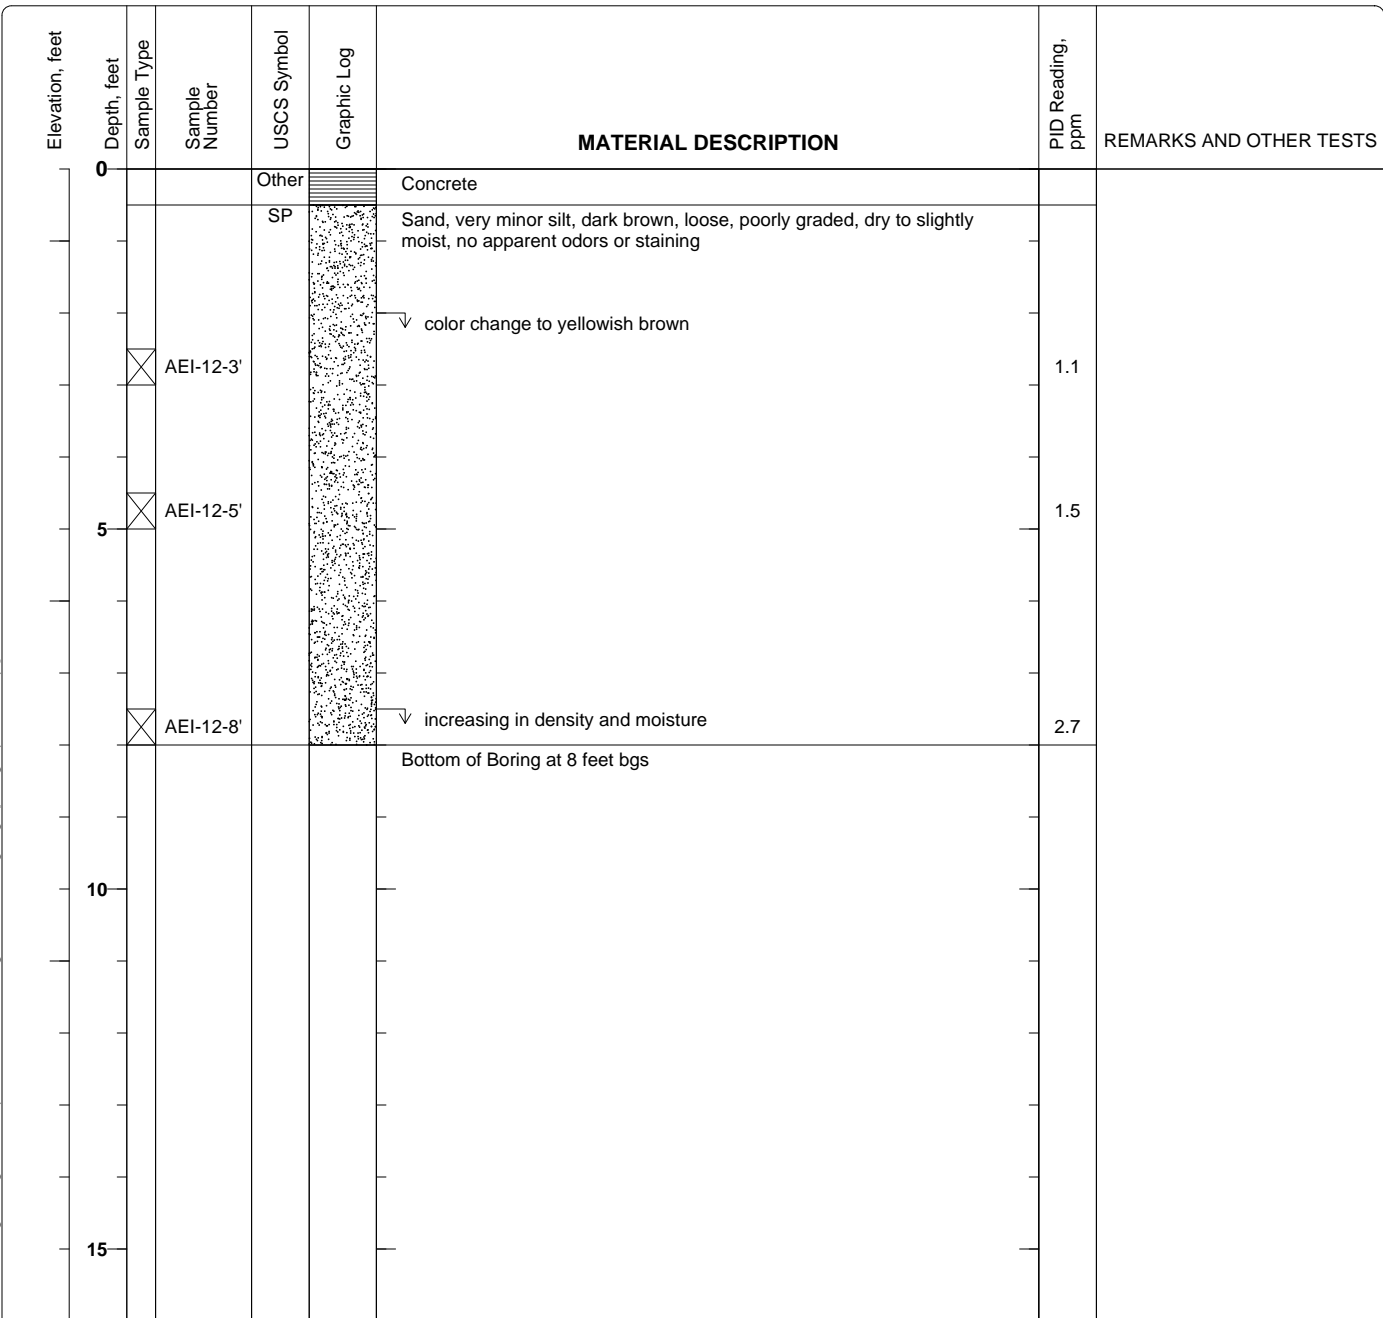 Elevation, feet
Depth, feet
Sample Type
Sample
Number
USCS Symbol
Graphic Log
MATERIAL DESCRIPTION
PID Reading,
ppm
REMARKS AND OTHER TESTS
0
Other
Concrete
SP
Sand, very minor silt, dark brown, loose, poorly graded, dry to slightly
moist, no apparent odors or staining
color change to yellowish brown
AEI-12-3'
1.1
AEI-12-5'
1.5
5
AEI-12-8'
increasing in density and moisture
2.7
Bottom of Boring at 8 feet bgs
10
15